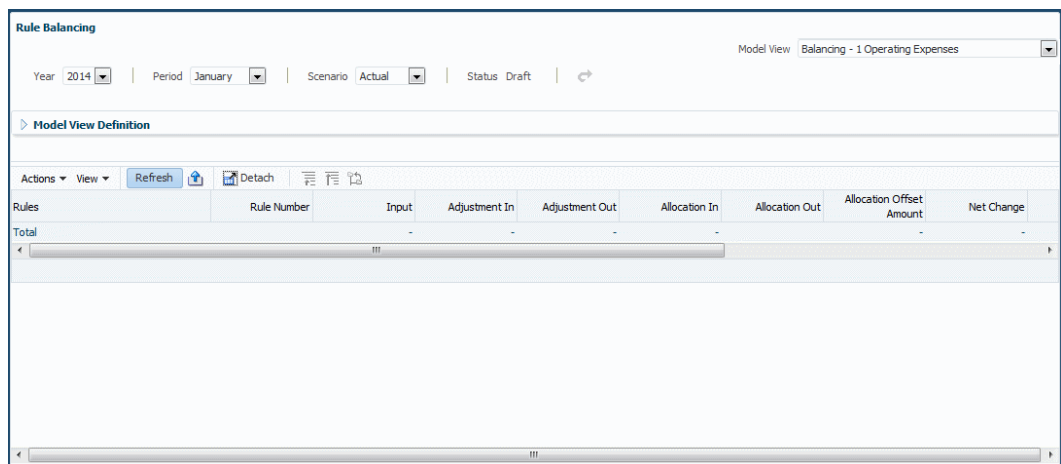 Rule Balancing
Model View Balancing - 1 Operating Expenses
Year 2014 Period January Scenario Actual Status Draft
Model View Definition
Actions View Refresh Detach
Rules Rule Number Input Adjustment In Adjustment Out Allocation In Allocation Out Allocation Offset Amount Net Change
Total - - - - - -